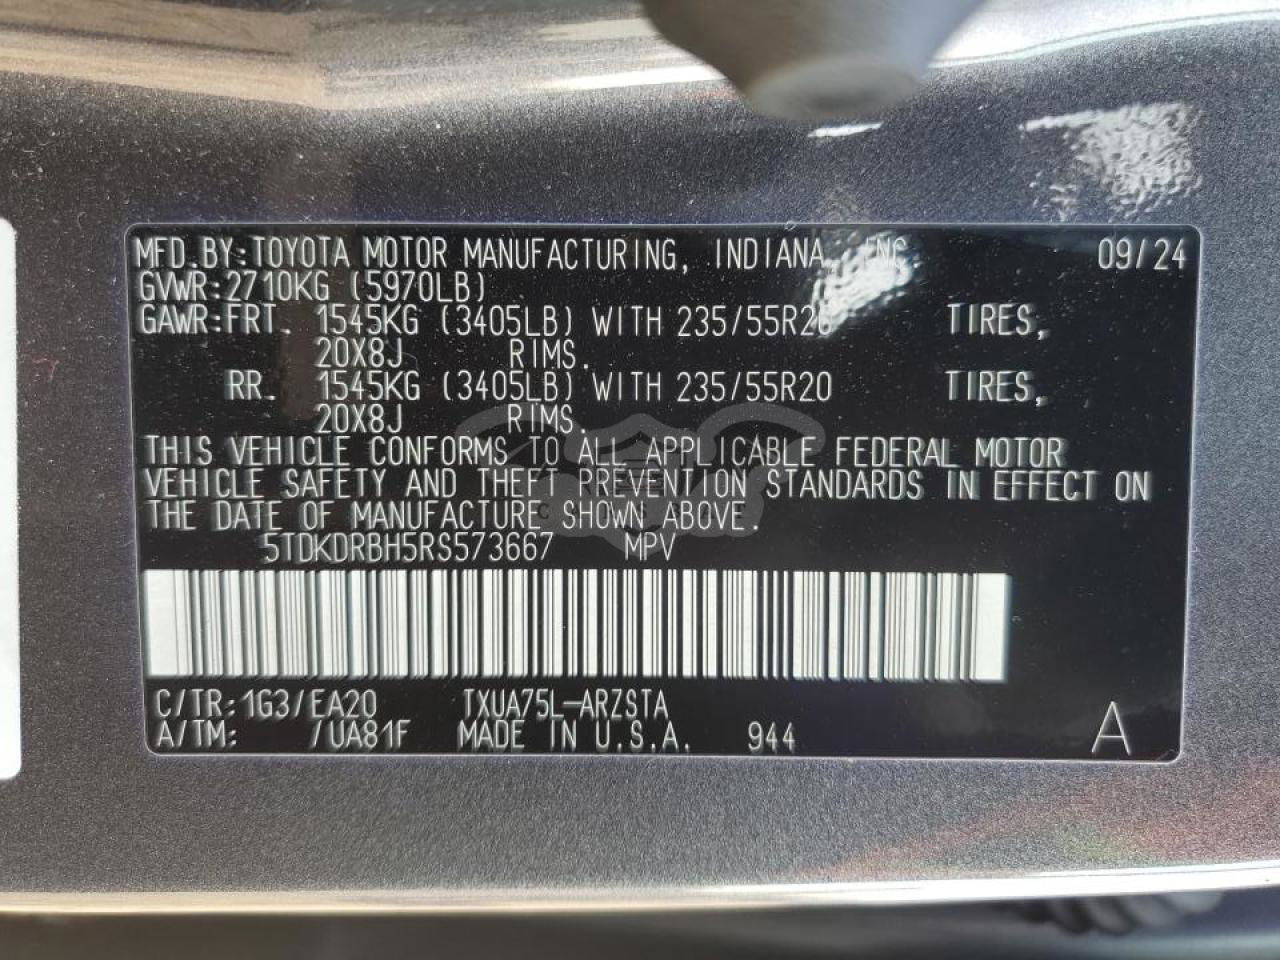 MFD.BY:TOYOTA MOTOR MANUFACTURING, INDIANA, INC. 09/24
GVWR:2710KG (5970LB)
GAWR:FRT. 1545KG (3405LB) WITH 235/55R20 TIRES,
20X8J RIMS.
RR. 1545KG (3405LB) WITH 235/55R20 TIRES,
20X8J RIMS.
THIS VEHICLE CONFORMS TO ALL APPLICABLE FEDERAL MOTOR
VEHICLE SAFETY AND THEFT PREVENTION STANDARDS IN EFFECT ON
THE DATE OF MANUFACTURE SHOWN ABOVE.
5TDKDRBH5RS573667 MPV
C/TR:1G3/EA20 TXUA75L-ARZSTA
A/TM: /UA81F MADE IN U.S.A. 944 A